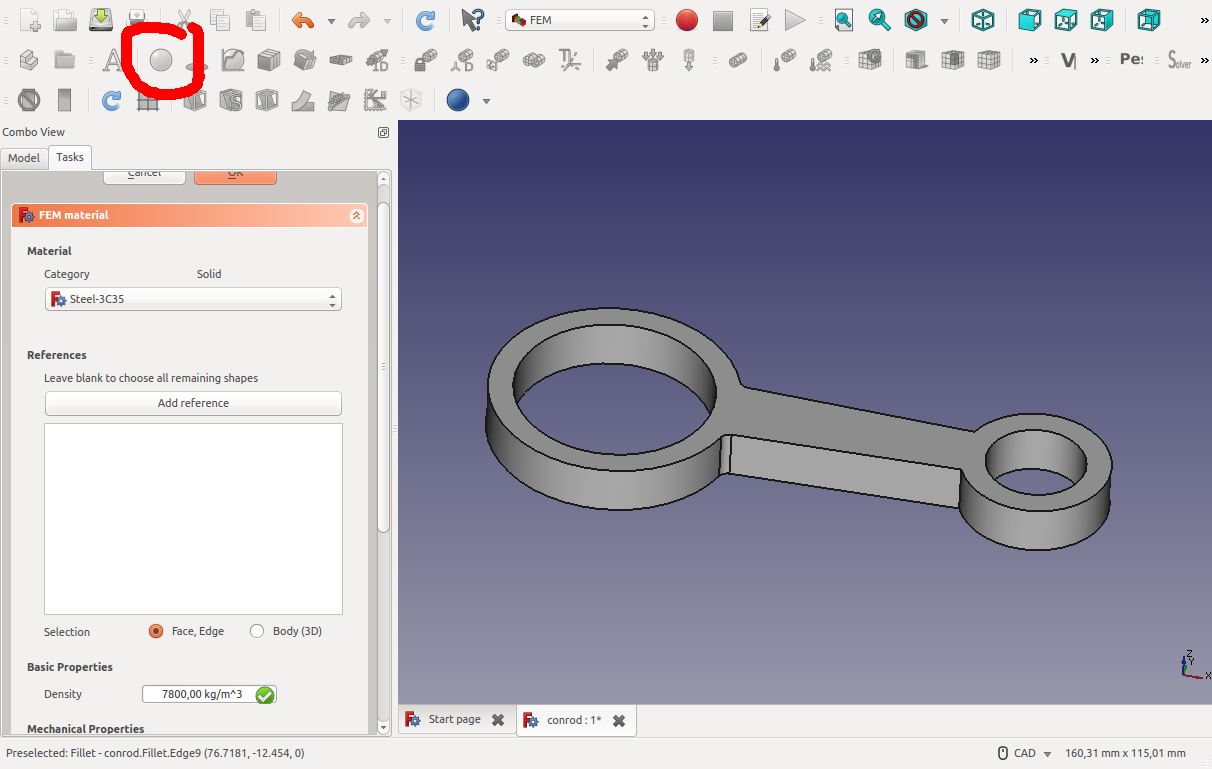 FEM
A
V
Pe:
Solver
Combo View
Model
Tasks
Cancel
OK
FEM material
Material
Category
Solid
Steel-3C35
References
Leave blank to choose all remaining shapes
Add reference
Selection
Face, Edge
Body (3D)
Basic Properties
Density
7800,00 kg/m^3
Mechanical Properties
Z
Y
X
Start page
conrod : 1*
Preselected: Fillet - conrod.Fillet.Edge9 (76.7181, -12.454, 0)
CAD
160,31 mm x 115,01 mm